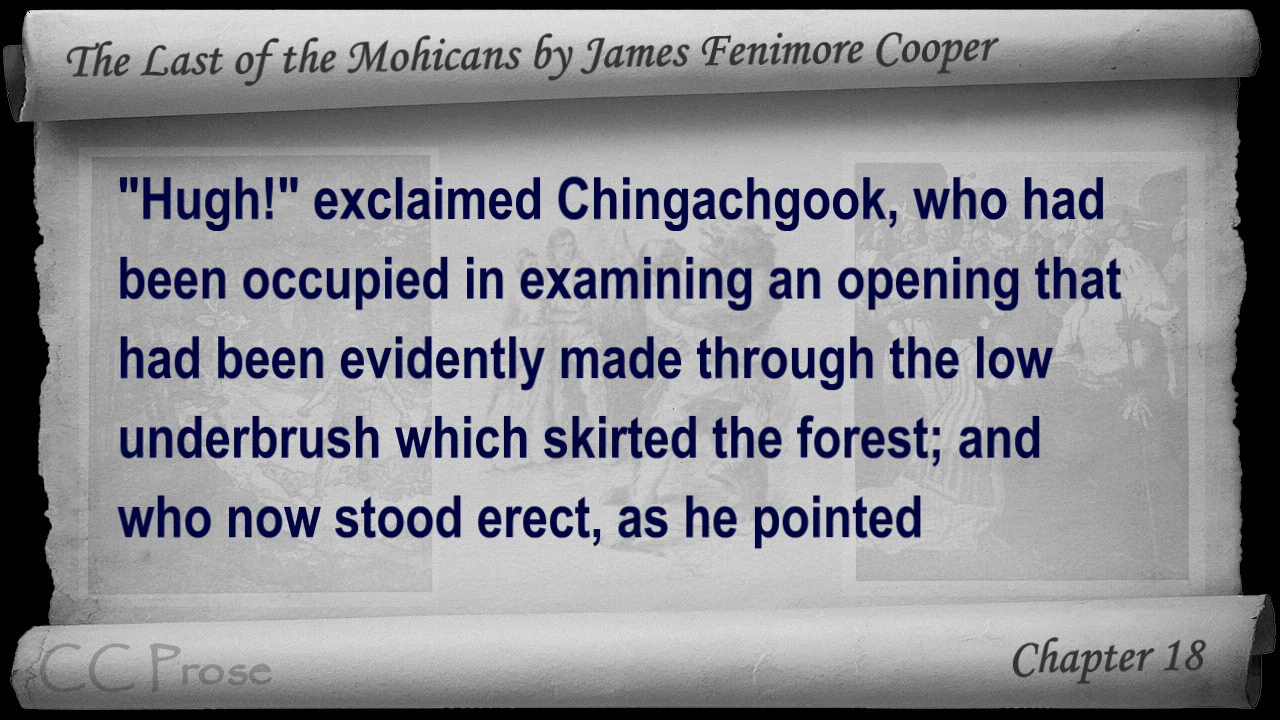 The Last of the Mohicans by James Fenimore Cooper
"Hugh!" exclaimed Chingachgook, who had
been occupied in examining an opening that
had been evidently made through the low
underbrush which skirted the forest; and
who now stood erect, as he pointed
CC Prose
Chapter 18